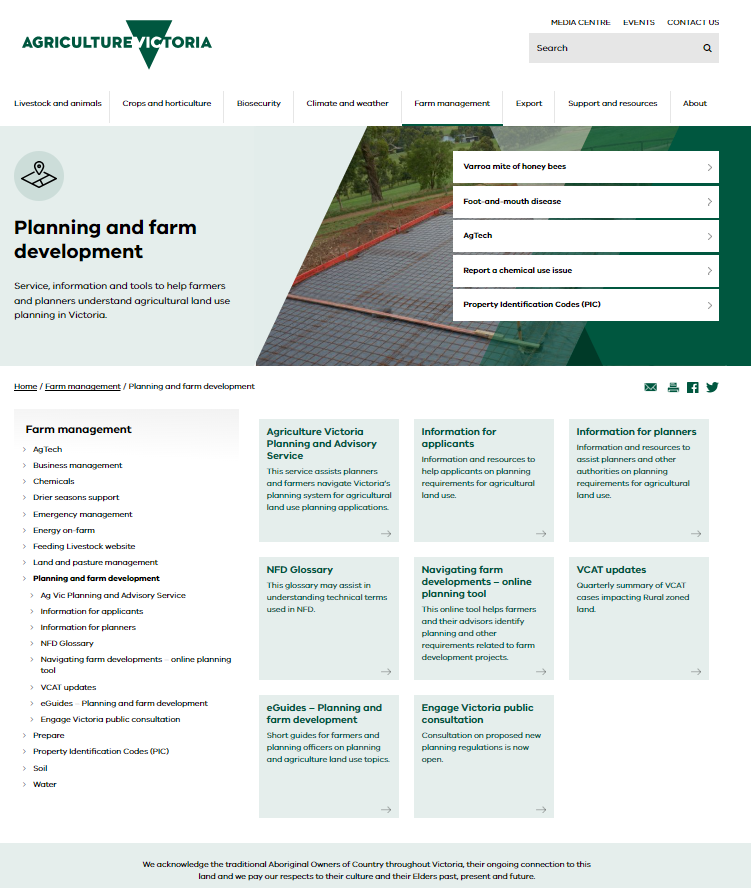 AGRICULTURE VICTORIA
MEDIA CENTRE EVENTS CONTACT US
Search
Livestock and animals Crops and horticulture Biosecurity Climate and weather Farm management Export Support and resources About
Planning and farm
development
Service, information and tools to help farmers
and planners understand agricultural land use
planning in Victoria.
Varroa mite of honey bees
Foot-and-mouth disease
AgTech
Report a chemical use issue
Property Identification Codes (PIC)
Home / Farm management / Planning and farm development
Farm management
AgTech
Business management
Chemicals
Drier seasons support
Emergency management
Energy on-farm
Feeding Livestock website
Land and pasture management
Planning and farm development
Ag Vic Planning and Advisory Service
Information for applicants
Information for planners
NFD Glossary
Navigating farm developments – online planning
tool
VCAT updates
eGuides – Planning and farm development
Engage Victoria public consultation
Prepare
Property Identification Codes (PIC)
Soil
Water
Agriculture Victoria
Planning and Advisory
Service
This service assists planners
and farmers navigate Victoria's
planning system for agricultural
land use planning applications.
Information for
applicants
Information and resources to
help applicants on planning
requirements for agricultural
land use.
Information for planners
Information and resources to
assist planners and other
authorities on planning
requirements for agricultural
land use.
NFD Glossary
This glossary may assist in
understanding technical terms
used in NFD.
Navigating farm
developments – online
planning tool
This online tool helps farmers
and their advisors identify
planning and other
requirements related to farm
development projects.
VCAT updates
Quarterly summary of VCAT
cases impacting Rural zoned
land.
eGuides – Planning and
farm development
Short guides for farmers and
planning officers on planning
and agriculture land use topics.
Engage Victoria public
consultation
Consultation on proposed new
planning regulations is now
open.
We acknowledge the traditional Aboriginal Owners of Country throughout Victoria, their ongoing connection to this
land and we pay our respects to their culture and their Elders past, present and future.